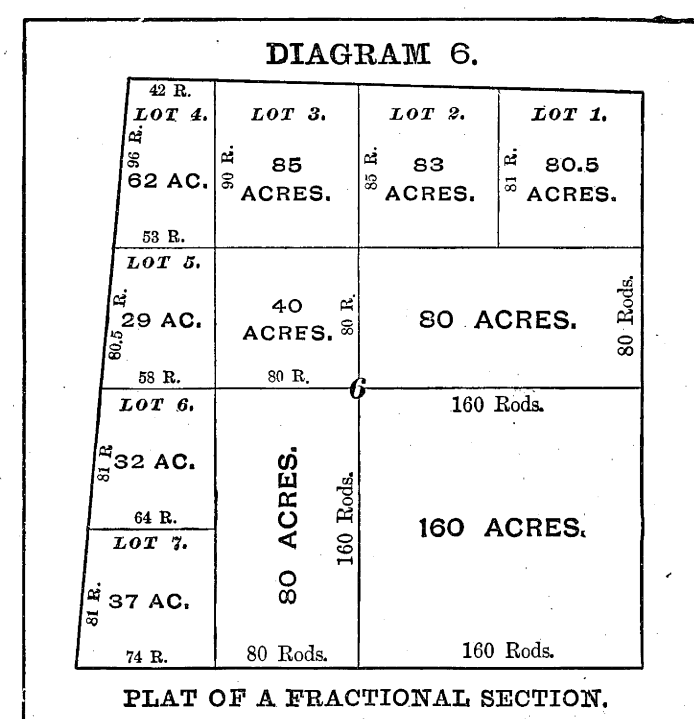 DIAGRAM 6.
42 R.
LOT 4.
96 R.
62 AC.
53 R.
LOT 3.
90 R.
85
ACRES.
LOT 2.
85 R.
83
ACRES.
LOT 1.
81 R.
80.5
ACRES.
LOT 5.
80.5 R.
29 AC.
58 R.
40
ACRES.
80 R.
80 R.
80 ACRES.
80 Rods.
6
160 Rods.
LOT 6.
81 R
32 AC.
64 R.
LOT 7.
81 R.
37 AC.
74 R.
80 ACRES.
160 Rods.
80 Rods.
160 ACRES.
160 Rods.
PLAT OF A FRACTIONAL SECTION.